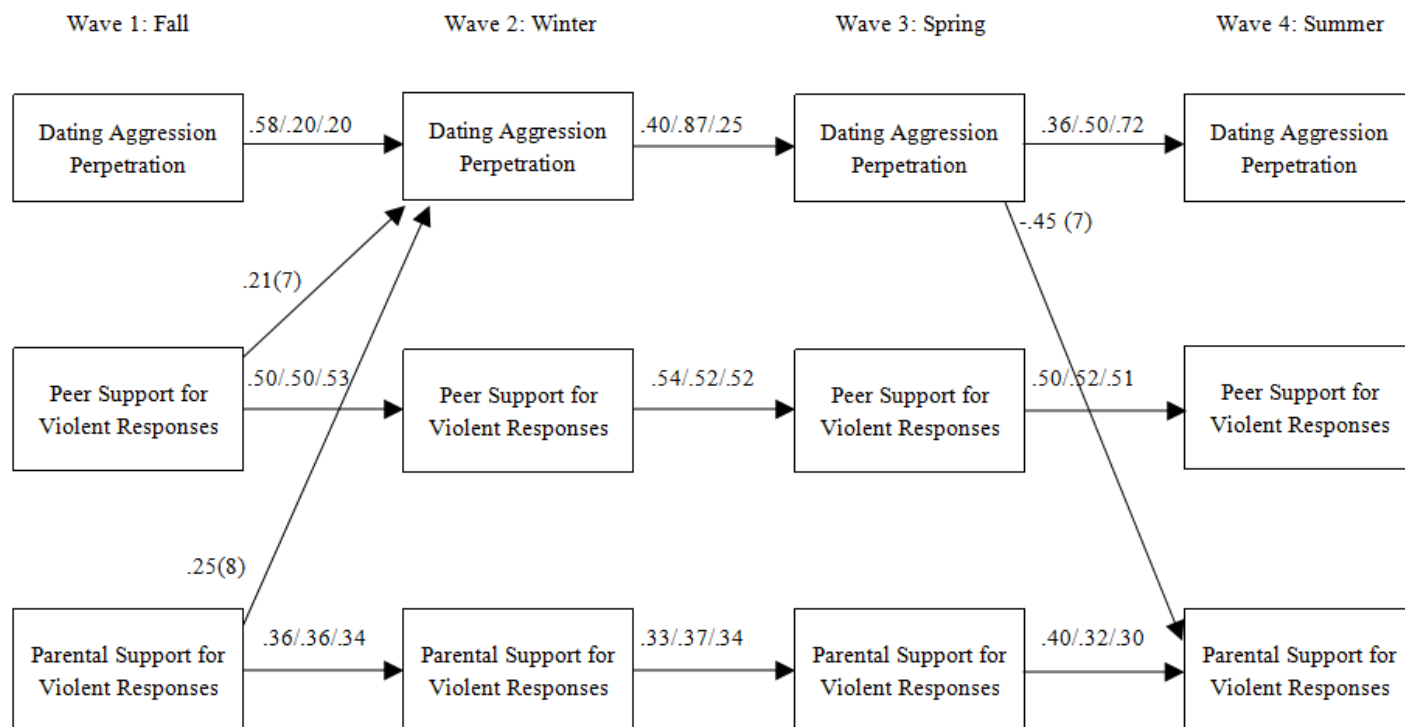 Wave 1: Fall
Wave 2: Winter
Wave 3: Spring
Wave 4: Summer
Dating Aggression
Perpetration
.58/.20/.20
Dating Aggression
Perpetration
.40/.87/.25
Dating Aggression
Perpetration
.36/.50/.72
Dating Aggression
Perpetration
-.45 (7)
.21(7)
Peer Support for
Violent Responses
.50/.50/.53
Peer Support for
Violent Responses
.54/.52/.52
Peer Support for
Violent Responses
.50/.52/.51
Peer Support for
Violent Responses
.25(8)
Parental Support for
Violent Responses
.36/.36/.34
Parental Support for
Violent Responses
.33/.37/.34
Parental Support for
Violent Responses
.40/.32/.30
Parental Support for
Violent Responses